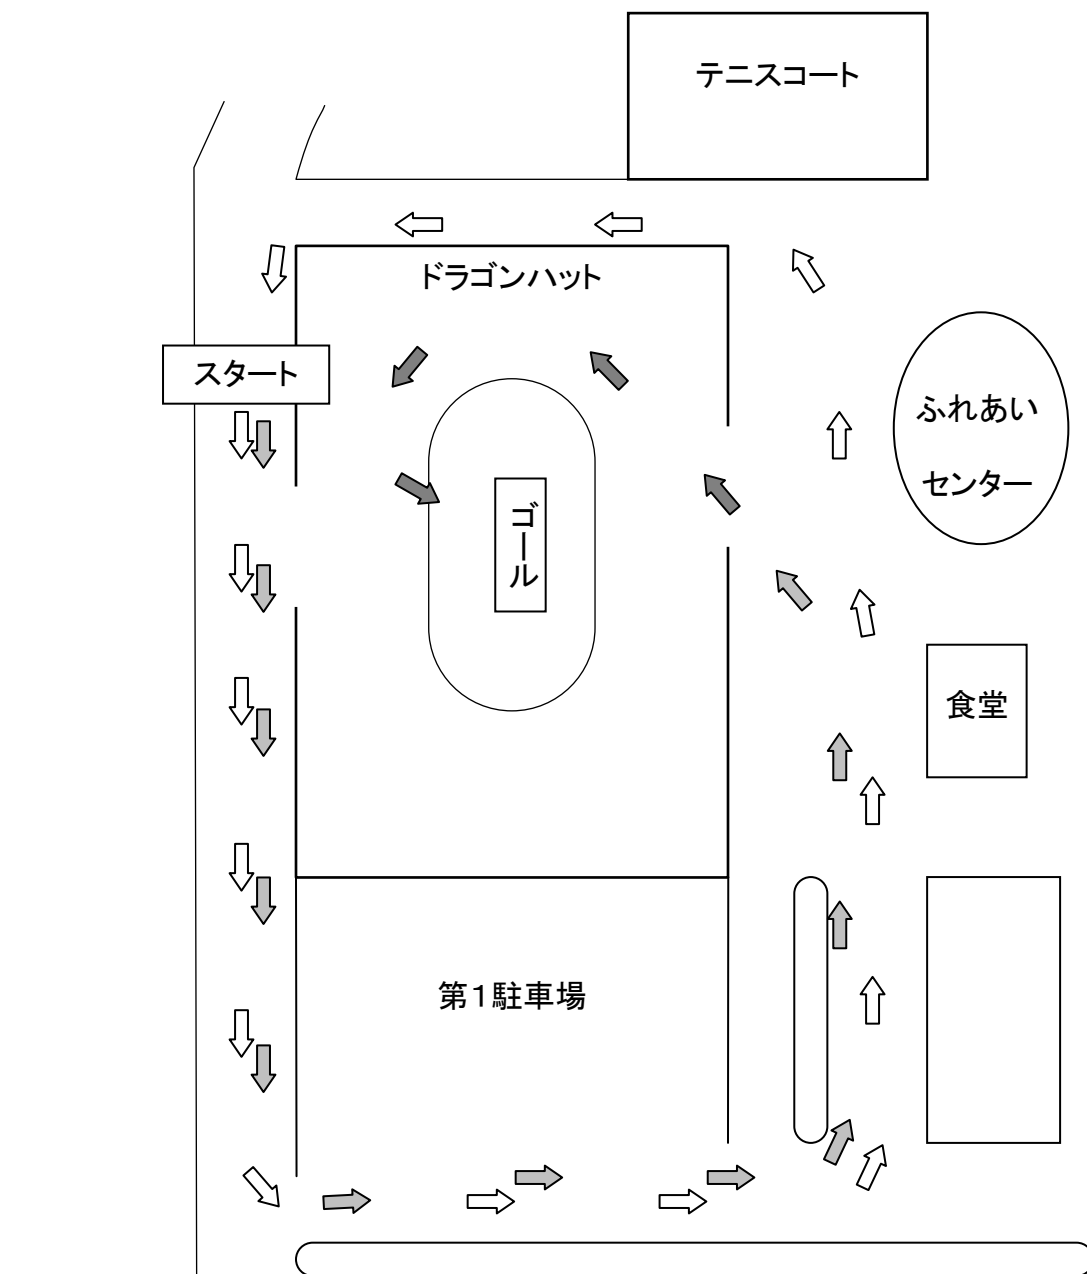 テニスコート
ドラゴンハット
スタート
ふれあい
センター
ゴール
食堂
第1駐車場